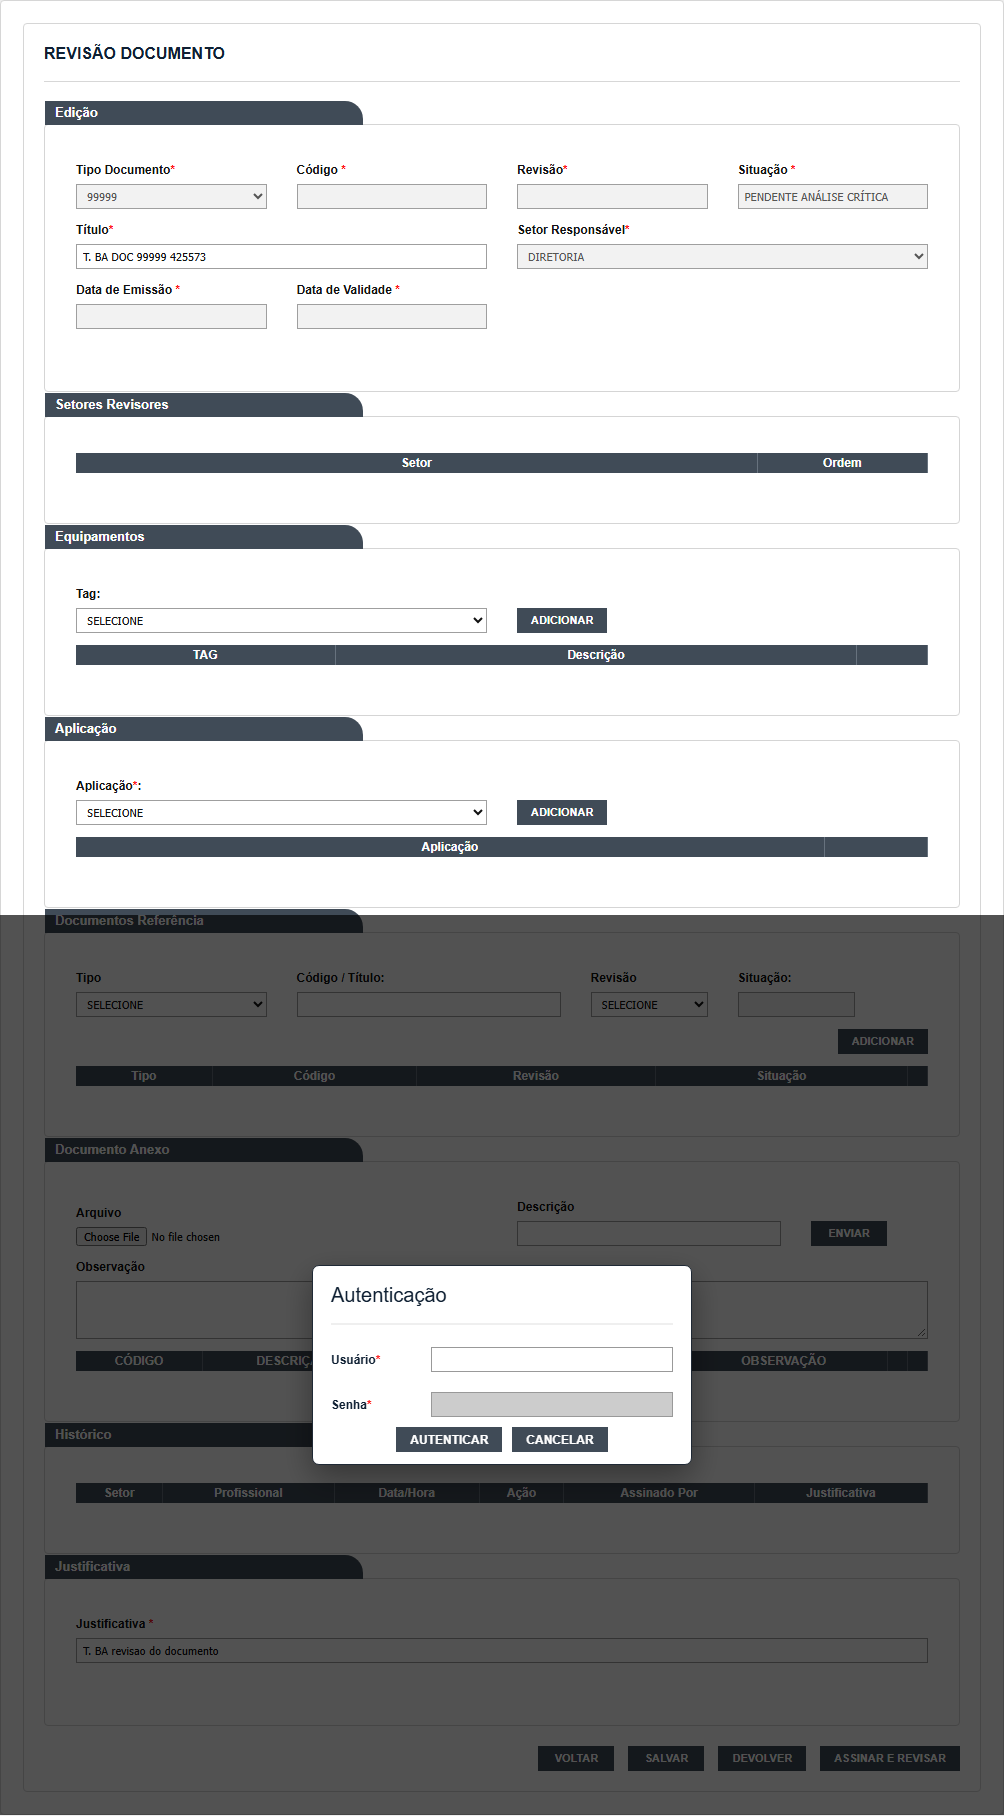 REVISÃO DOCUMENTO
Edição
Tipo Documento* Código * Revisão* Situação *
99999 PENDENTE ANÁLISE CRÍTICA
Título* Setor Responsável*
T. BA DOC 99999 425573 DIRETORIA
Data de Emissão * Data de Validade *
Setores Revisores
Setor Ordem
Equipamentos
Tag:
SELECIONE ADICIONAR
TAG Descrição
Aplicação
Aplicação*:
SELECIONE ADICIONAR
Aplicação
Documentos Referência
Tipo Código / Título: Revisão Situação:
SELECIONE SELECIONE
ADICIONAR
Tipo Código Revisão Situação
Documento Anexo
Arquivo Descrição
Choose File No file chosen ENVIAR
Observação
CÓDIGO OBSERVAÇÃO
Autenticação
Usuário*
Senha*
AUTENTICAR CANCELAR
Histórico
Setor Profissional Data/Hora Ação Assinado Por Justificativa
Justificativa
Justificativa *
T. BA revisao do documento
VOLTAR SALVAR DEVOLVER ASSINAR E REVISAR